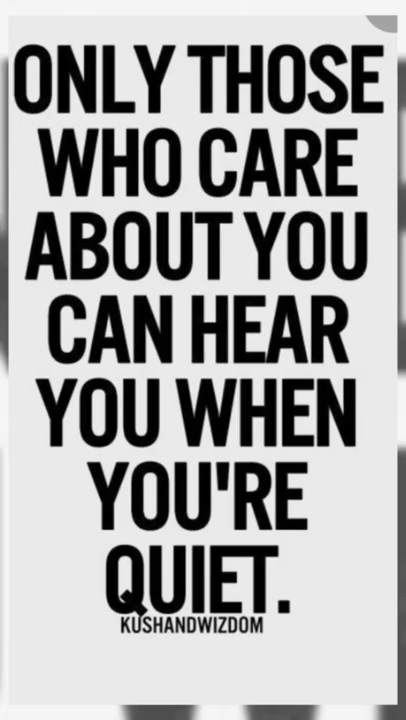 ONLY THOSE
WHO CARE
ABOUT YOU
CAN HEAR
YOU WHEN
YOU'RE
QUIET.
KUSHANDWIZDOM